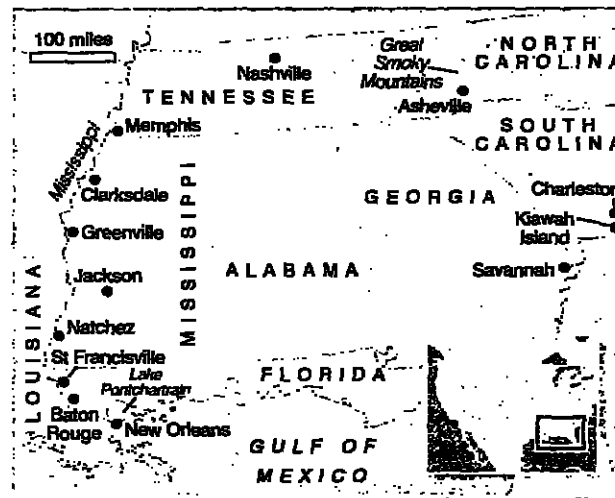 100 miles
Nashville
TENNESSEE
Great
Smoky
Mountains
NORTH
CAROLINA
Asheville
Memphis
SOUTH
CAROLINA
Mississippi
Clarksdale
MISSISSIPPI
GEORGIA
Charleston
Kiawah
Island
Greenville
Jackson
ALABAMA
Savannah
LOUISIANA
Natchez
St Francisville
Lake
Pontchartrain
FLORIDA
Baton
Rouge
New Orleans
GULF OF
MEXICO